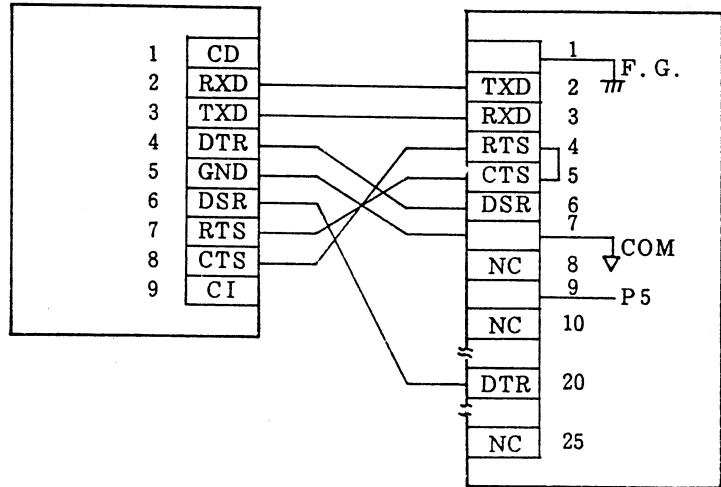 1 CD
2 RXD
3 TXD
4 DTR
5 GND
6 DSR
7 RTS
8 CTS
9 CI
1 F. G.
TXD 2
RXD 3
RTS 4
CTS 5
DSR 6
7 COM
NC 8
9 P5
NC 10
DTR 20
NC 25